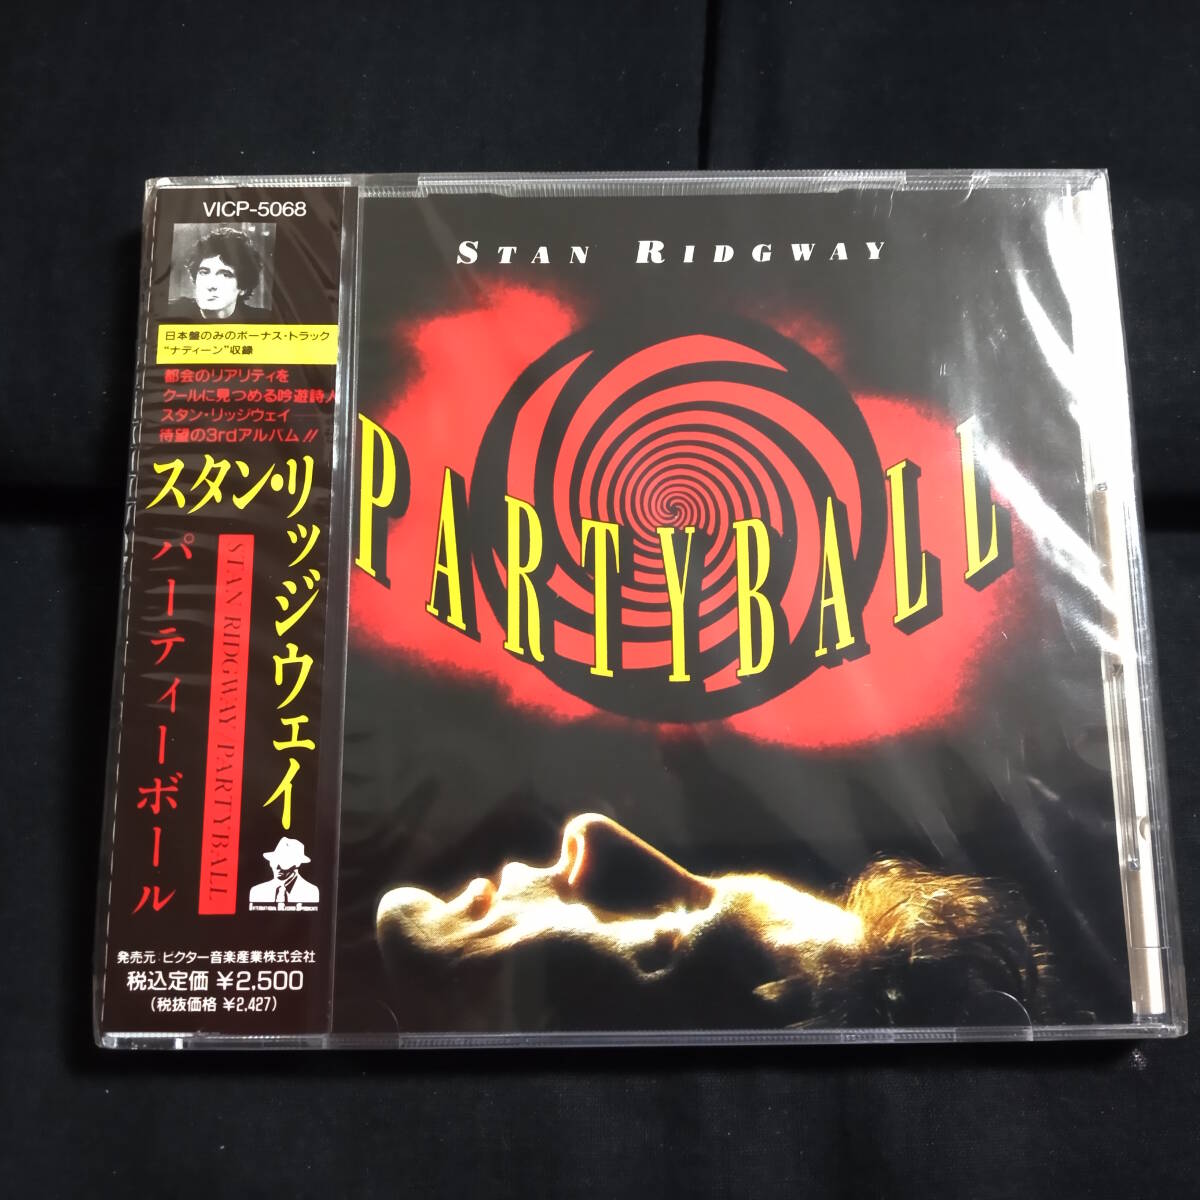 VICP-5068
日本盤のみのボーナス・トラック
“ナディーン”収録
都会のリアリティを
クールに見つめる吟遊詩人
スタン・リッジウェイ
待望の3rdアルバム!!
スタン・リッジウェイ
パーティーボール
STAN RIDGWAY/PARTYBALL
INTERNATIONAL RECORD SYNDICATE
発売元 ビクター音楽産業株式会社
税込定価 ¥2,500
(税抜価格 ¥2,427)
STAN RIDGWAY
PARTYBALL